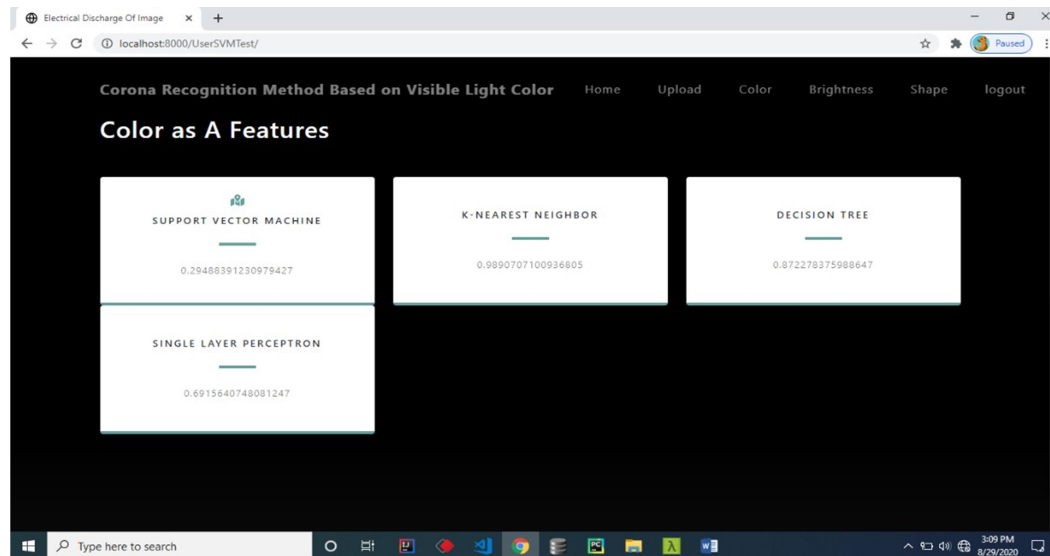 Electrical Discharge Of Image
localhost:8000/UserSVMTest/
Paused
Corona Recognition Method Based on Visible Light Color Home Upload Color Brightness Shape logout
Color as A Features
SUPPORT VECTOR MACHINE
0.29488391230979427
K-NEAREST NEIGHBOR
0.9890707100936805
DECISION TREE
0.872278375988647
SINGLE LAYER PERCEPTRON
0.6915640748081247
Type here to search
3:09 PM
8/29/2020